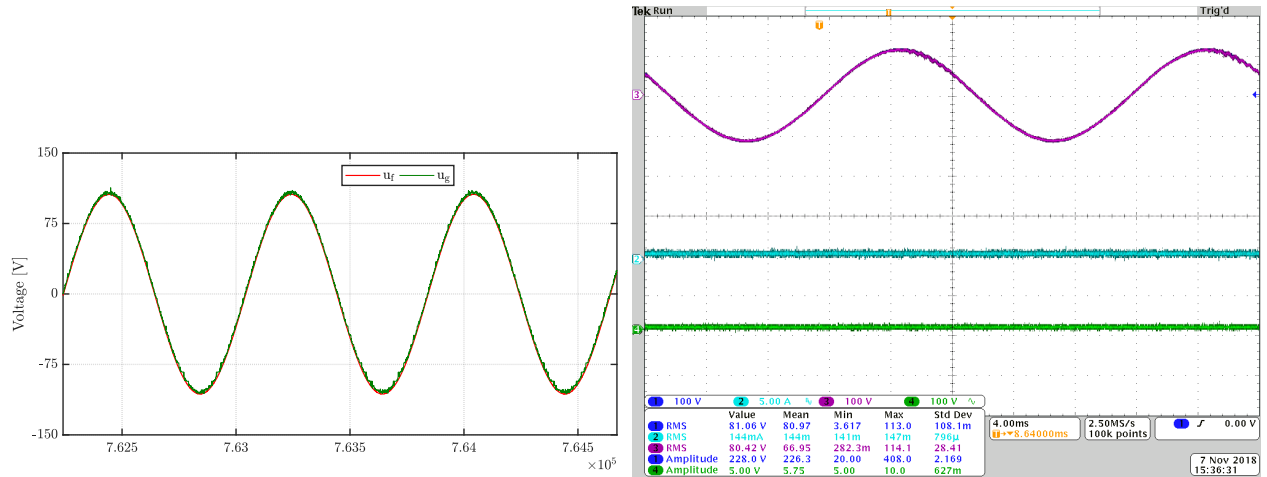 150
75
0
-75
-150
Voltage [V]
u_f u_g
7.625 7.63 7.635 7.64 7.645
×10^5
Tek Run Trig'd
T
3
2
4
1 100 V 2 5.00 A 3 100 V 4 100 V
Value Mean Min Max Std Dev
1 RMS 81.06 V 80.97 3.617 113.0 108.1m
2 RMS 144mA 144m 141m 147m 796µ
3 RMS 80.42 V 66.95 282.3m 114.1 28.41
1 Amplitude 228.0 V 226.3 20.00 408.0 2.169
4 Amplitude 5.00 V 5.75 5.00 10.0 627m
4.00ms
T→▼8.64000ms
2.50MS/s
100k points
1 0.00 V
7 Nov 2018
15:36:31